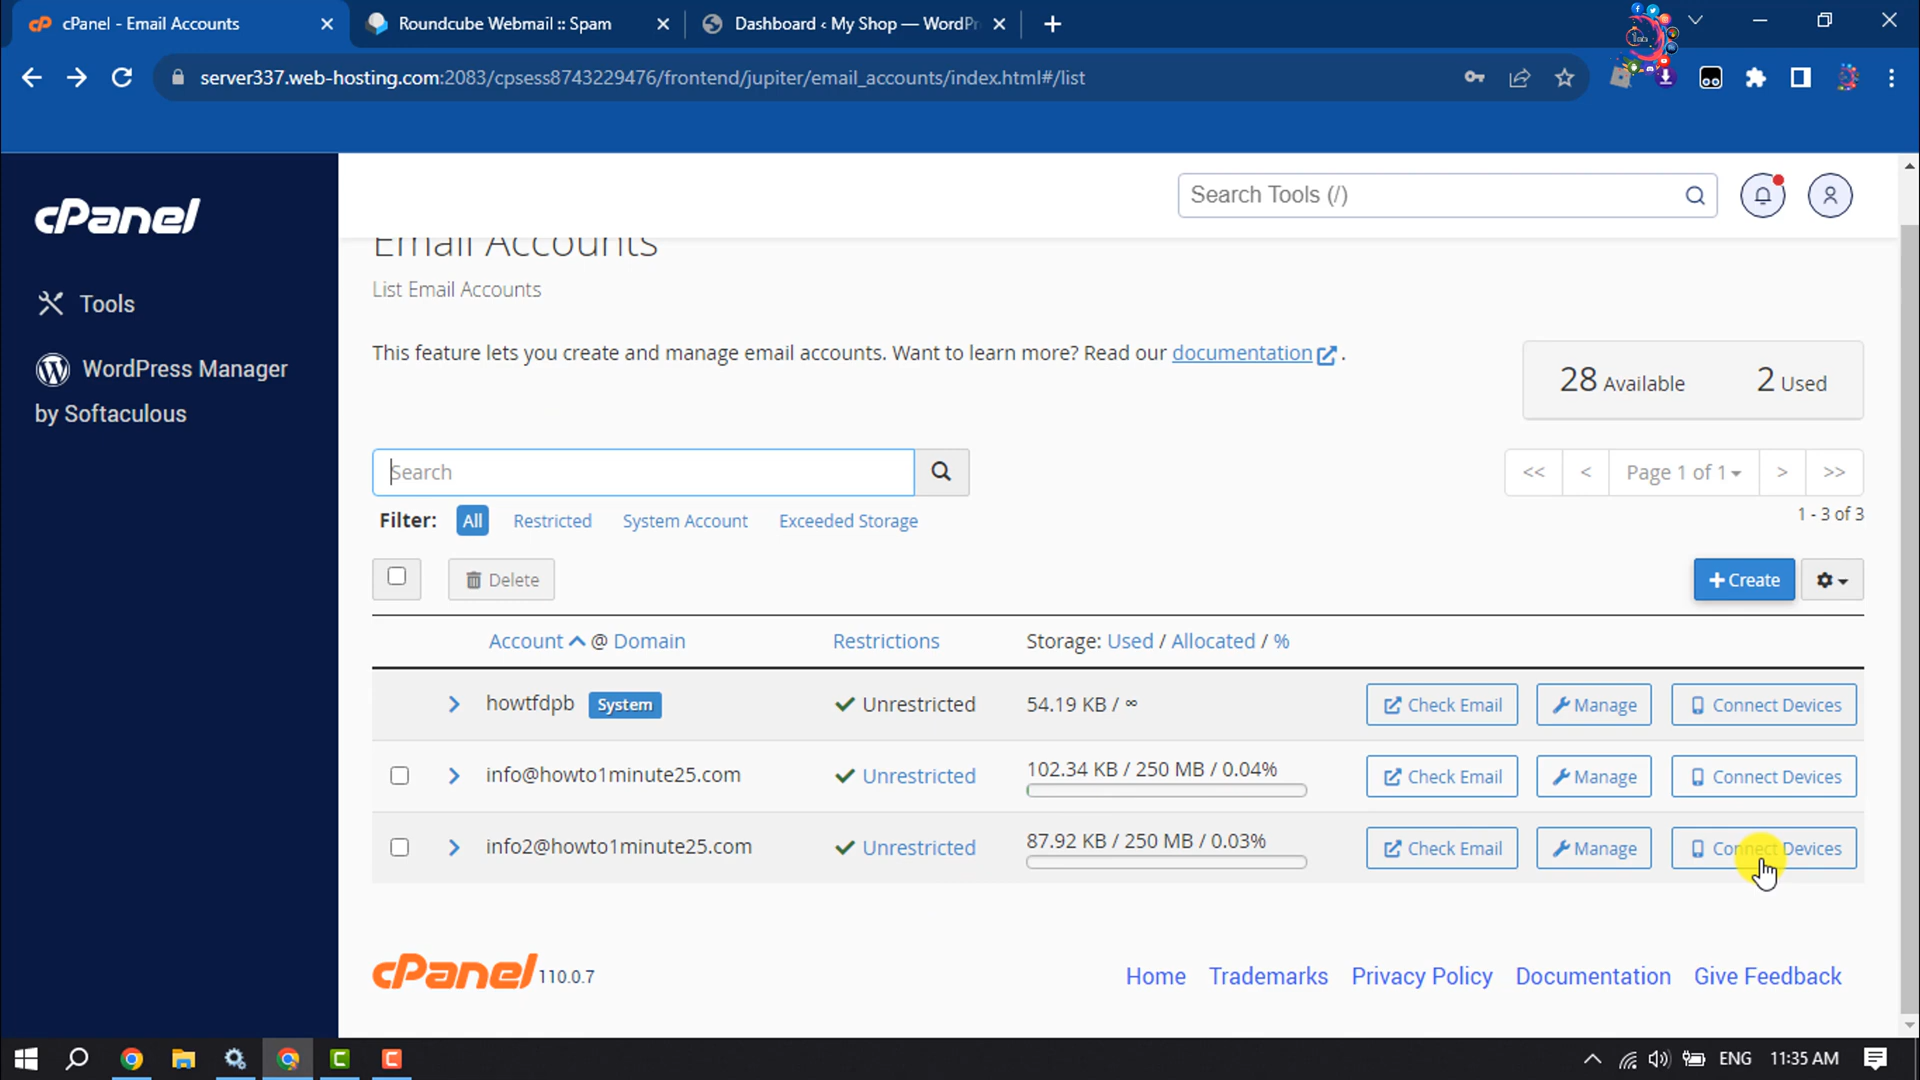 cPanel - Email Accounts
Roundcube Webmail :: Spam
Dashboard ‹ My Shop — WordPr
server337.web-hosting.com:2083/cpsess8743229476/frontend/jupiter/email_accounts/index.html#/list
cPanel
Search Tools (/)
Tools
WordPress Manager
by Softaculous
Email Accounts
List Email Accounts
This feature lets you create and manage email accounts. Want to learn more? Read our documentation .
28 Available 2 Used
Search
<< < Page 1 of 1 > >>
1 - 3 of 3
Filter: All Restricted System Account Exceeded Storage
Delete
+ Create
Account @ Domain Restrictions Storage: Used / Allocated / %
howtfdpb System Unrestricted 54.19 KB / ∞ Check Email Manage Connect Devices
info@howto1minute25.com Unrestricted 102.34 KB / 250 MB / 0.04% Check Email Manage Connect Devices
info2@howto1minute25.com Unrestricted 87.92 KB / 250 MB / 0.03% Check Email Manage Connect Devices
cPanel 110.0.7
Home Trademarks Privacy Policy Documentation Give Feedback
ENG 11:35 AM